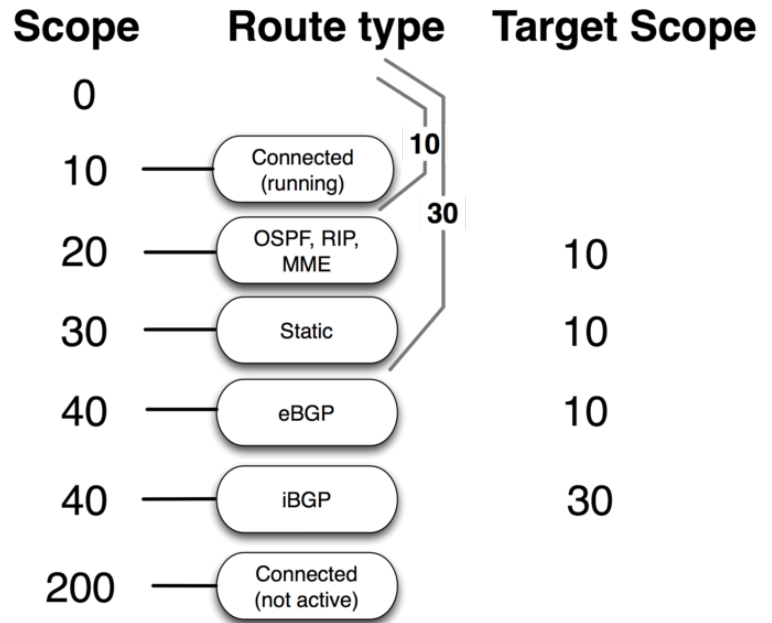 Scope Route type Target Scope
0
10 Connected
(running)
10
30
20 OSPF, RIP,
MME 10
30 Static 10
40 eBGP 10
40 iBGP 30
200 Connected
(not active)